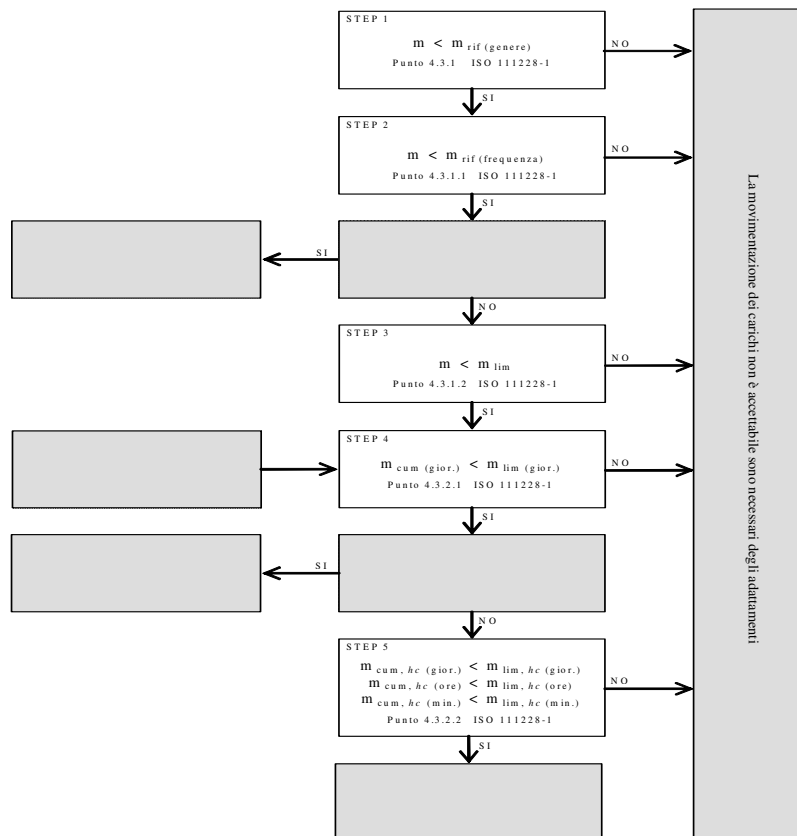 STEP 1
m < m rif (genere)
Punto 4.3.1 ISO 111228-1
NO
SI
STEP 2
m < m rif (frequenza)
Punto 4.3.1.1 ISO 111228-1
NO
SI
SI
NO
STEP 3
m < m lim
Punto 4.3.1.2 ISO 111228-1
NO
SI
STEP 4
m cum (gior.) < m lim (gior.)
Punto 4.3.2.1 ISO 111228-1
NO
SI
SI
NO
STEP 5
m cum, hc (gior.) < m lim, hc (gior.)
m cum, hc (ore) < m lim, hc (ore)
m cum, hc (min.) < m lim, hc (min.)
Punto 4.3.2.2 ISO 111228-1
NO
SI
La movimentazione dei carichi non è accettabile sono necessari degli adattamenti